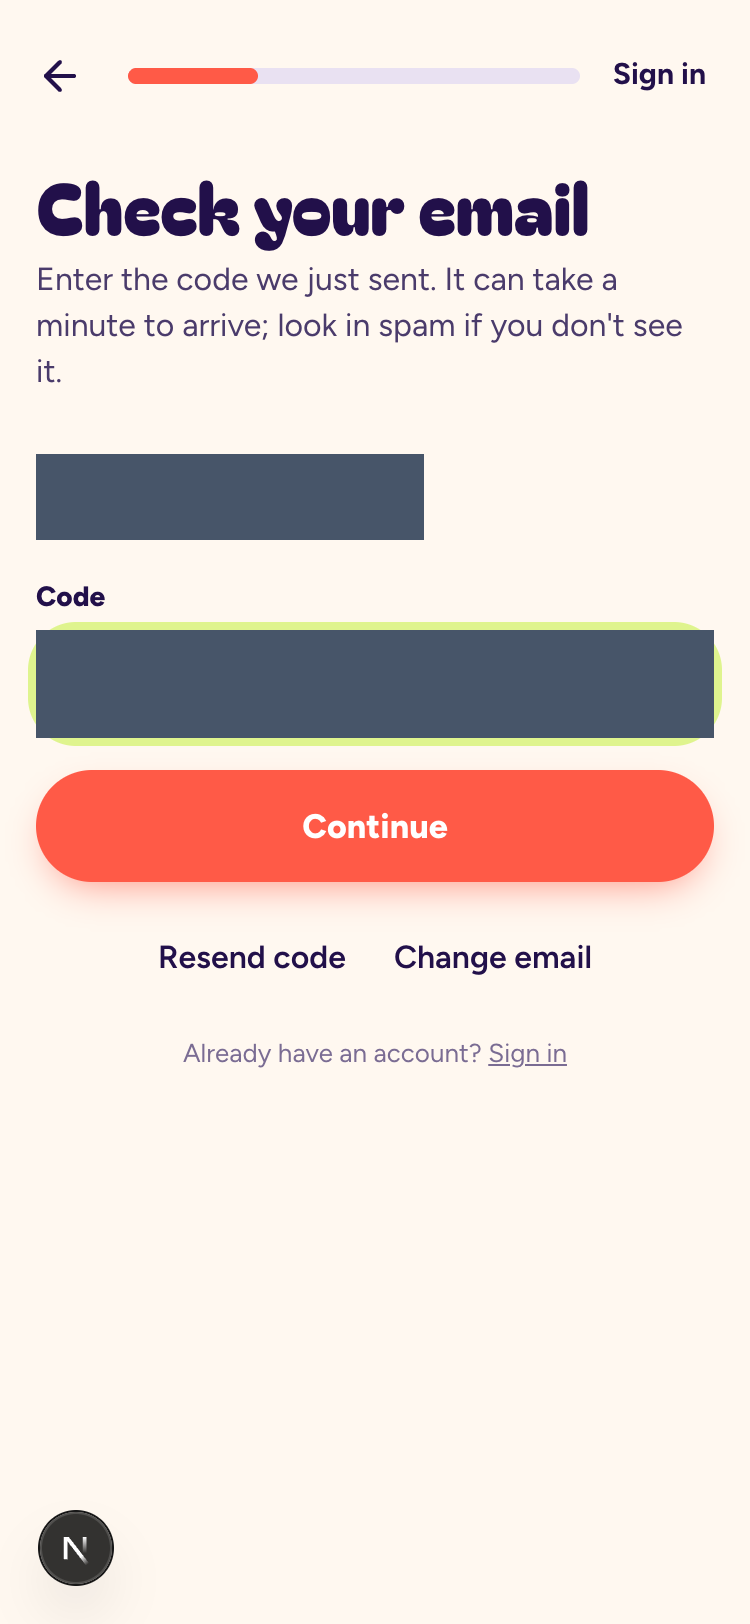 Sign in
Check your email
Enter the code we just sent. It can take a
minute to arrive; look in spam if you don't see
it.
Code
Continue
Resend code
Change email
Already have an account? Sign in
N